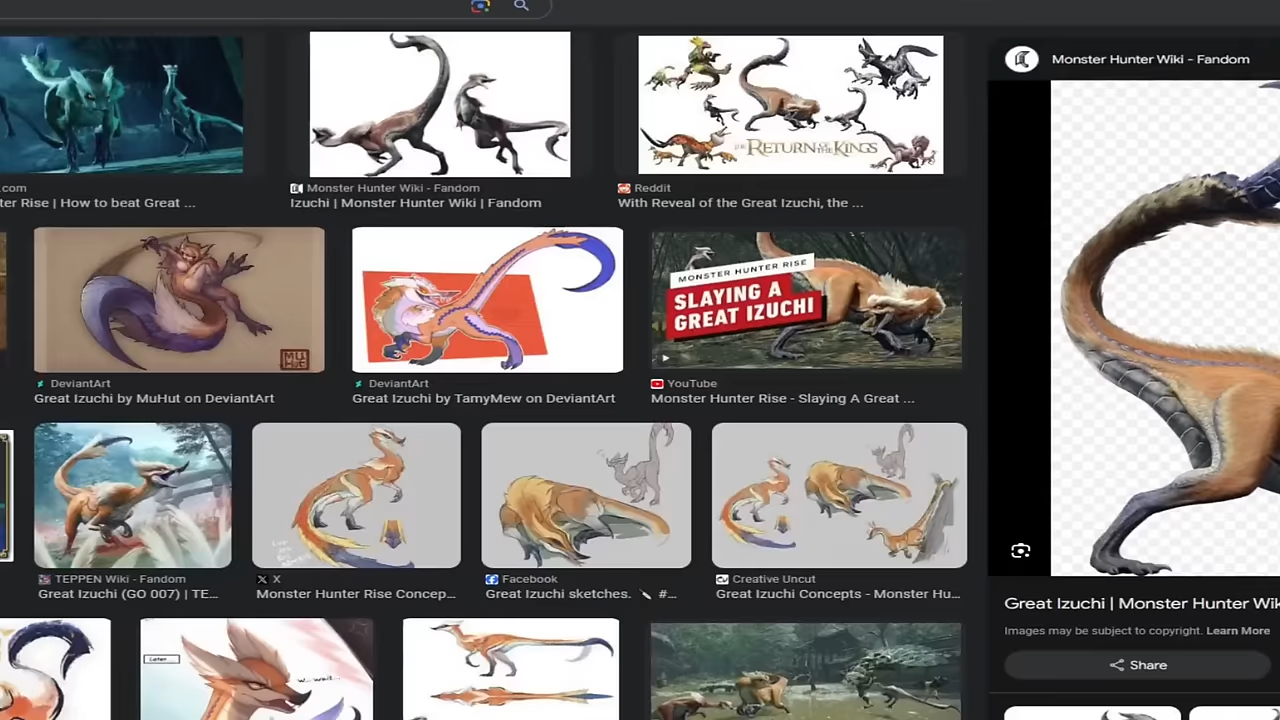 Monster Hunter Wiki - Fandom
RETURN OF THE KINGS
.com
Monster Hunter Wiki - Fandom
Reddit
ter Rise | How to beat Great ...
Izuchi | Monster Hunter Wiki | Fandom
With Reveal of the Great Izuchi, the ...
MONSTER HUNTER RISE
SLAYING A
GREAT IZUCHI
MU
HUT
DeviantArt
DeviantArt
YouTube
Great Izuchi by MuHut on DeviantArt
Great Izuchi by TamyMew on DeviantArt
Monster Hunter Rise - Slaying A Great ...
TEPPEN Wiki - Fandom
X
Facebook
Creative Uncut
Great Izuchi (GO 007) | TE...
Monster Hunter Rise Concep...
Great Izuchi sketches. #...
Great Izuchi Concepts - Monster Hu...
Great Izuchi | Monster Hunter Wik
Images may be subject to copyright. Learn More
Share
Later...
W... wait...